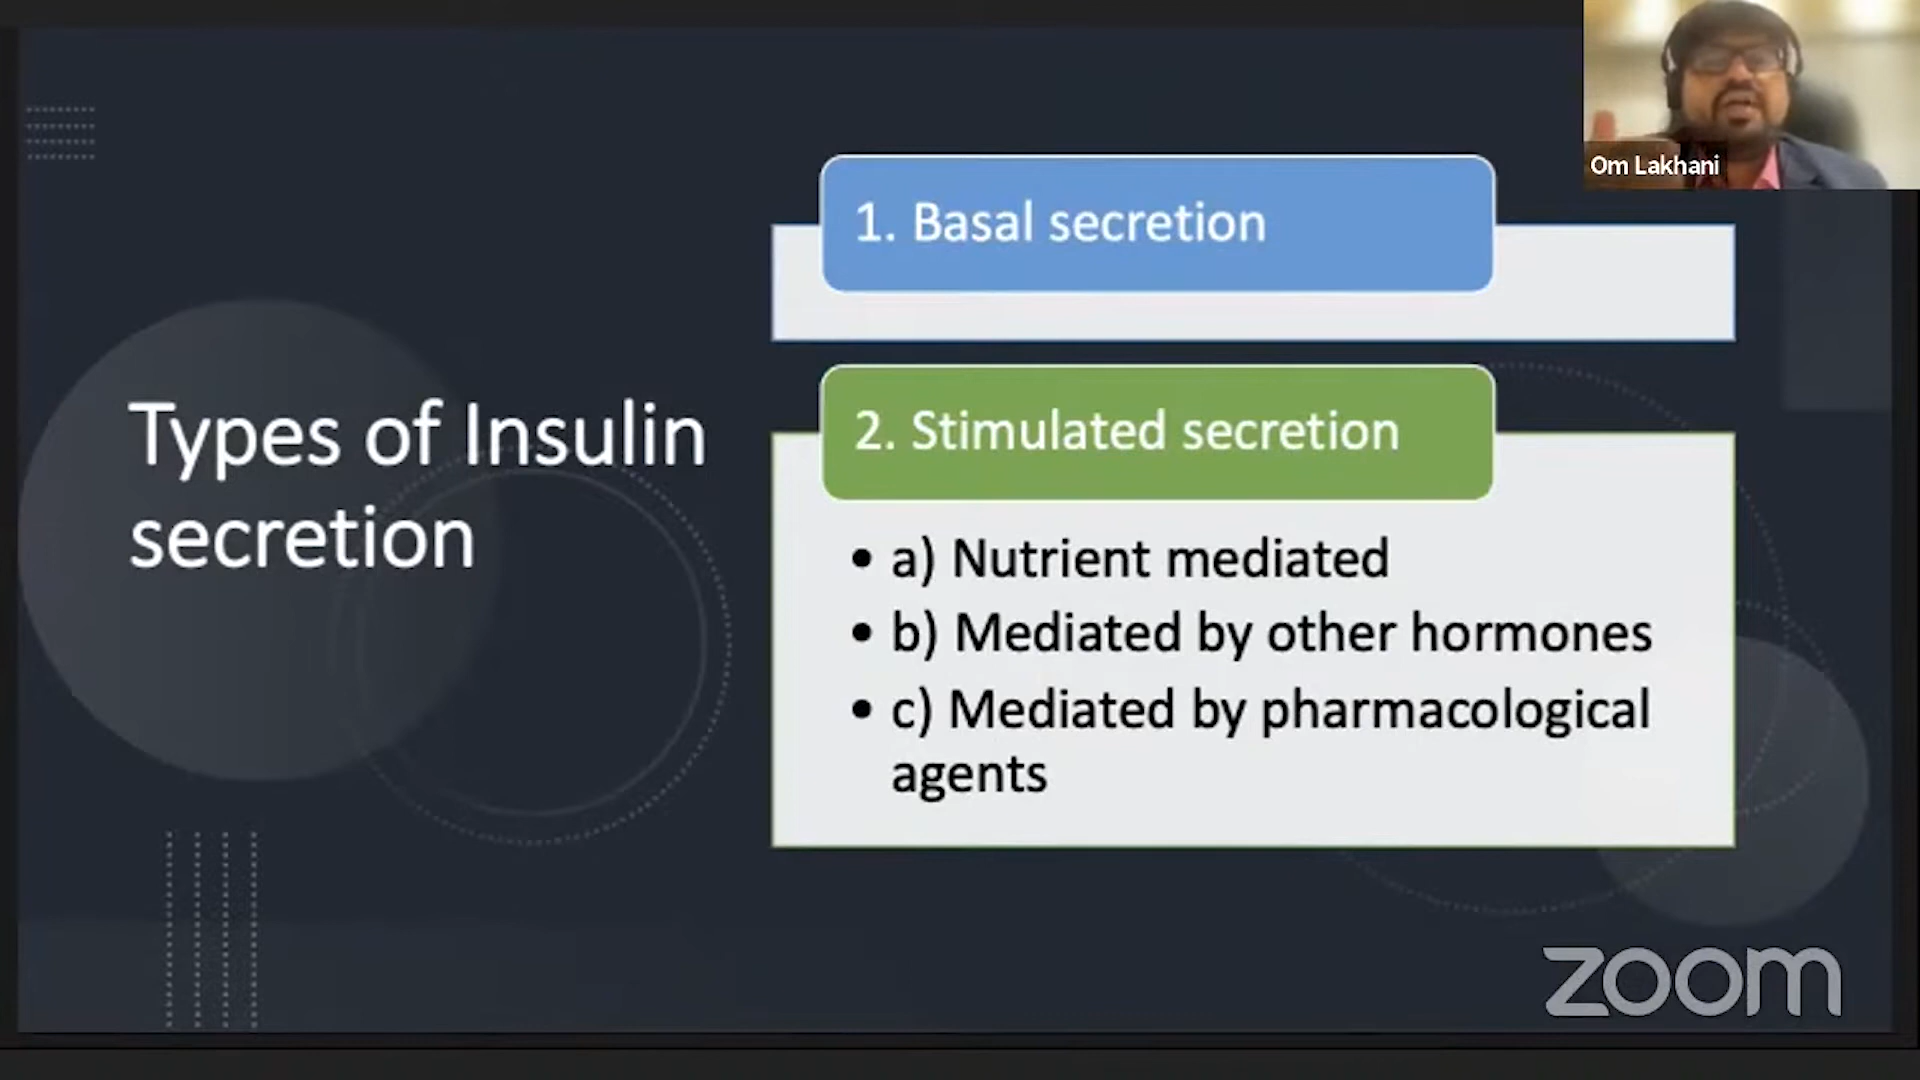 Om Lakhani
Types of Insulin
secretion
1. Basal secretion
2. Stimulated secretion
• a) Nutrient mediated
• b) Mediated by other hormones
• c) Mediated by pharmacological
agents
zoom